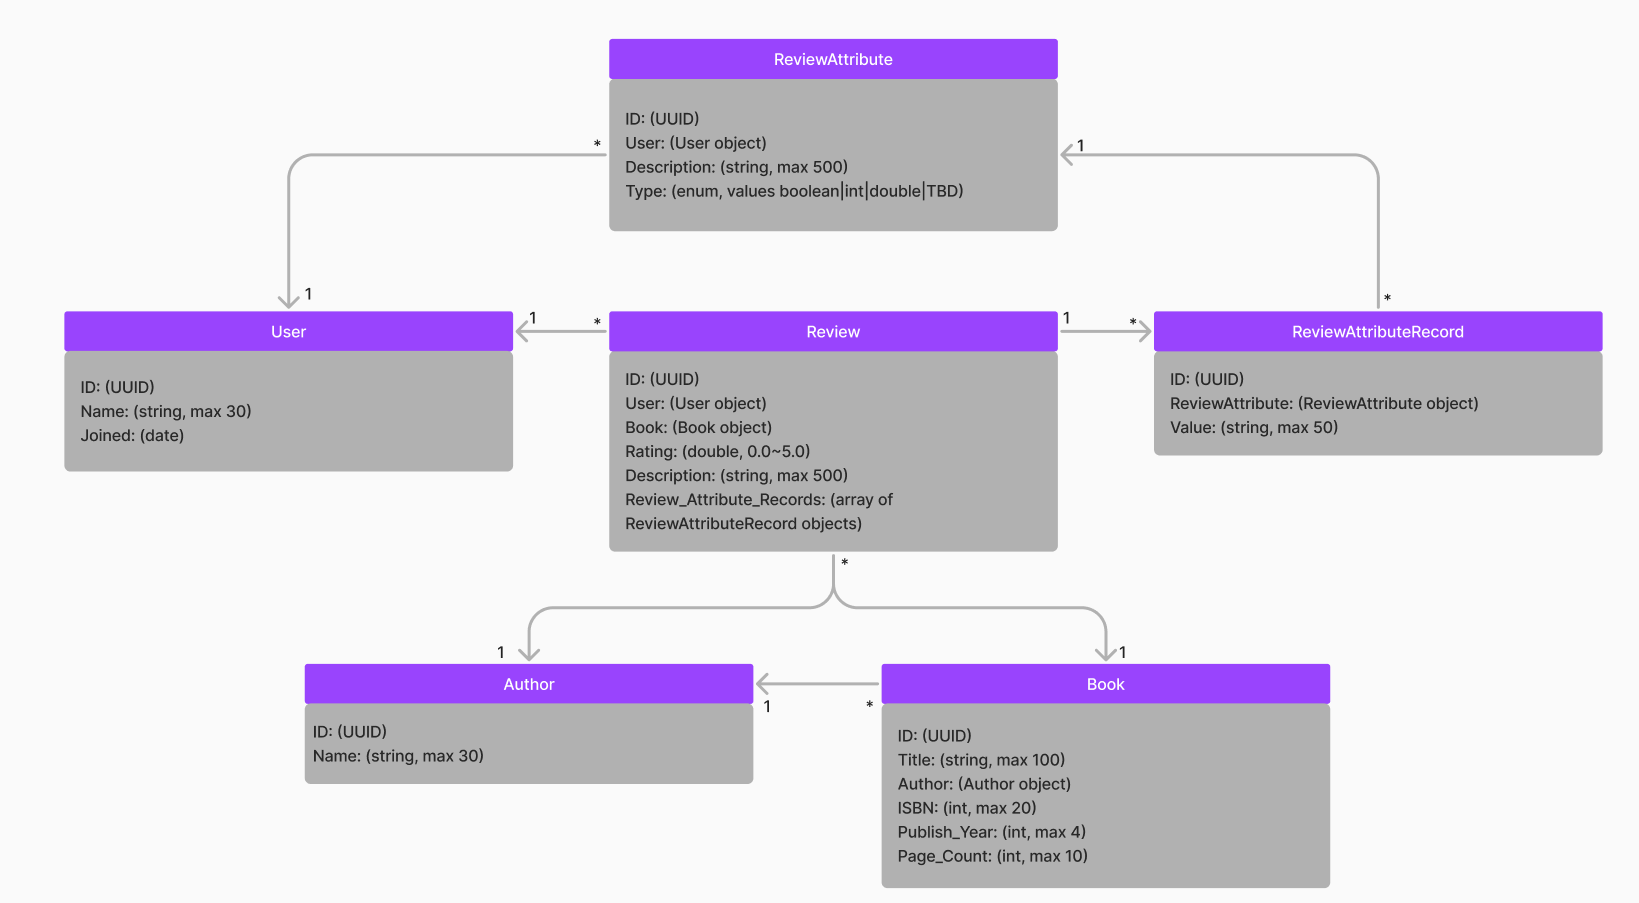 ReviewAttribute
ID: (UUID)
User: (User object)
Description: (string, max 500)
Type: (enum, values boolean|int|double|TBD)
*
1
1
*
User
ID: (UUID)
Name: (string, max 30)
Joined: (date)
1
*
Review
ID: (UUID)
User: (User object)
Book: (Book object)
Rating: (double, 0.0~5.0)
Description: (string, max 500)
Review_Attribute_Records: (array of
ReviewAttributeRecord objects)
1
*
ReviewAttributeRecord
ID: (UUID)
ReviewAttribute: (ReviewAttribute object)
Value: (string, max 50)
*
1
1
Author
ID: (UUID)
Name: (string, max 30)
1
*
Book
ID: (UUID)
Title: (string, max 100)
Author: (Author object)
ISBN: (int, max 20)
Publish_Year: (int, max 4)
Page_Count: (int, max 10)